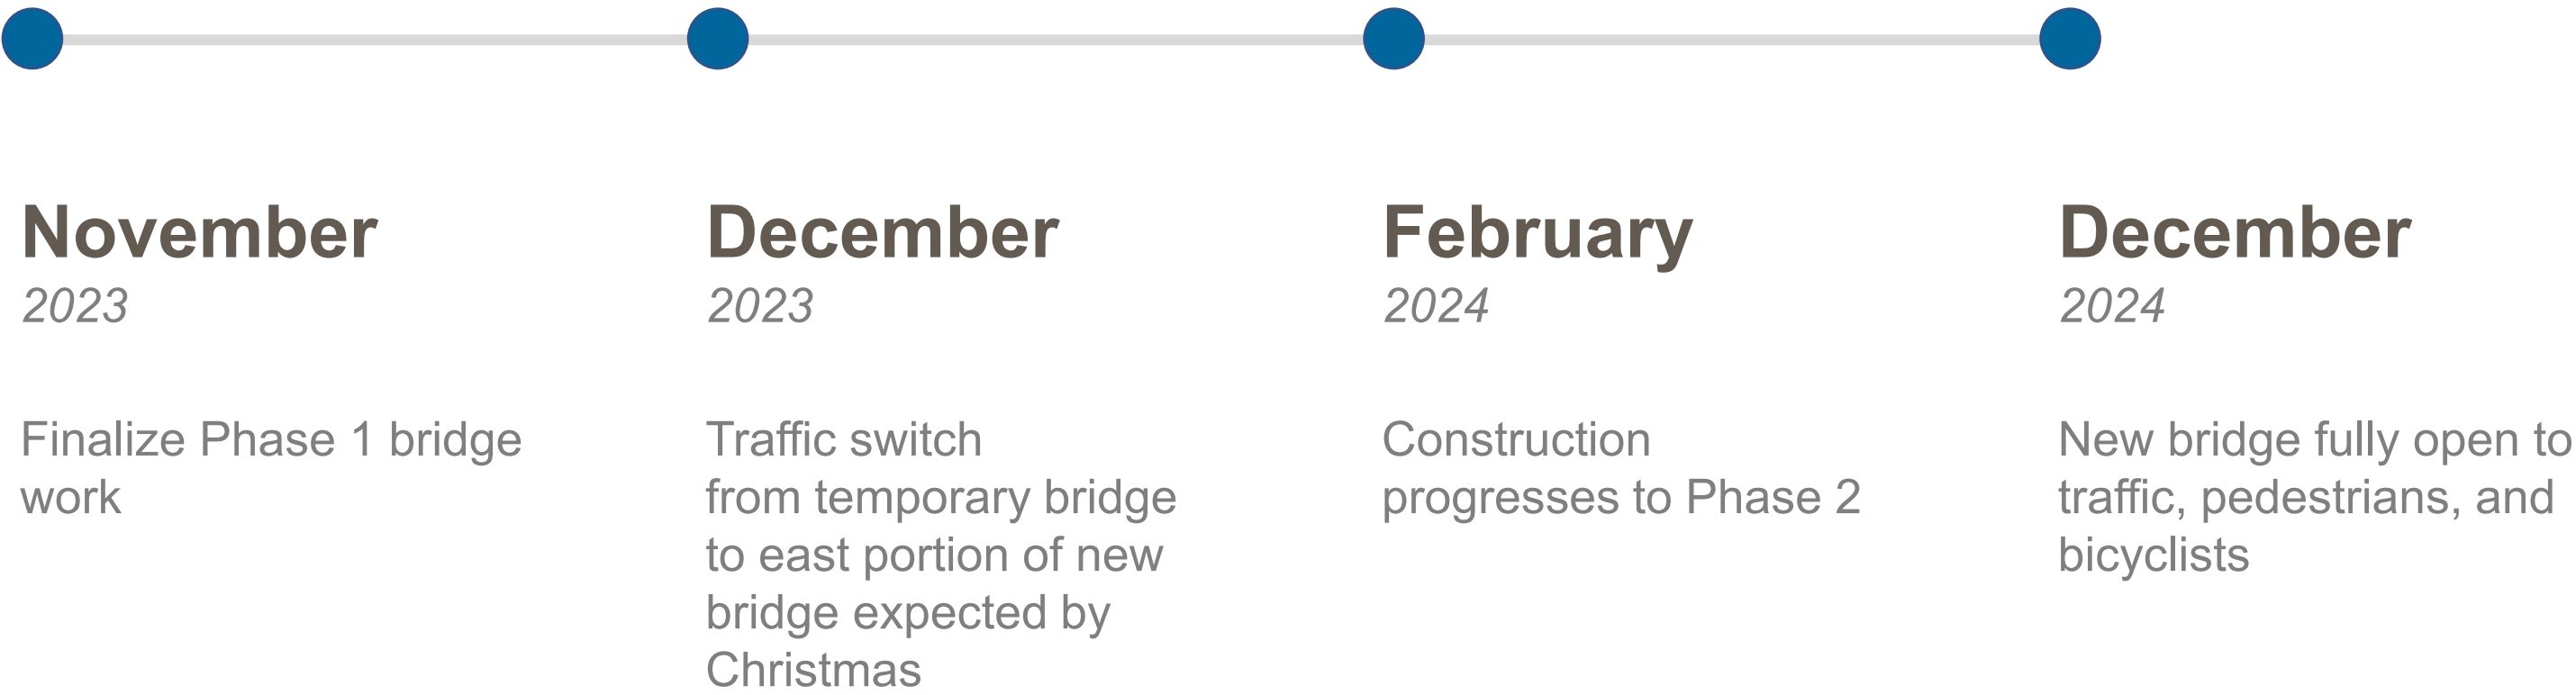 November
2023
Finalize Phase 1 bridge
work
December
2023
Traffic switch
from temporary bridge
to east portion of new
bridge expected by
Christmas
February
2024
Construction
progresses to Phase 2
December
2024
New bridge fully open to
traffic, pedestrians, and
bicyclists